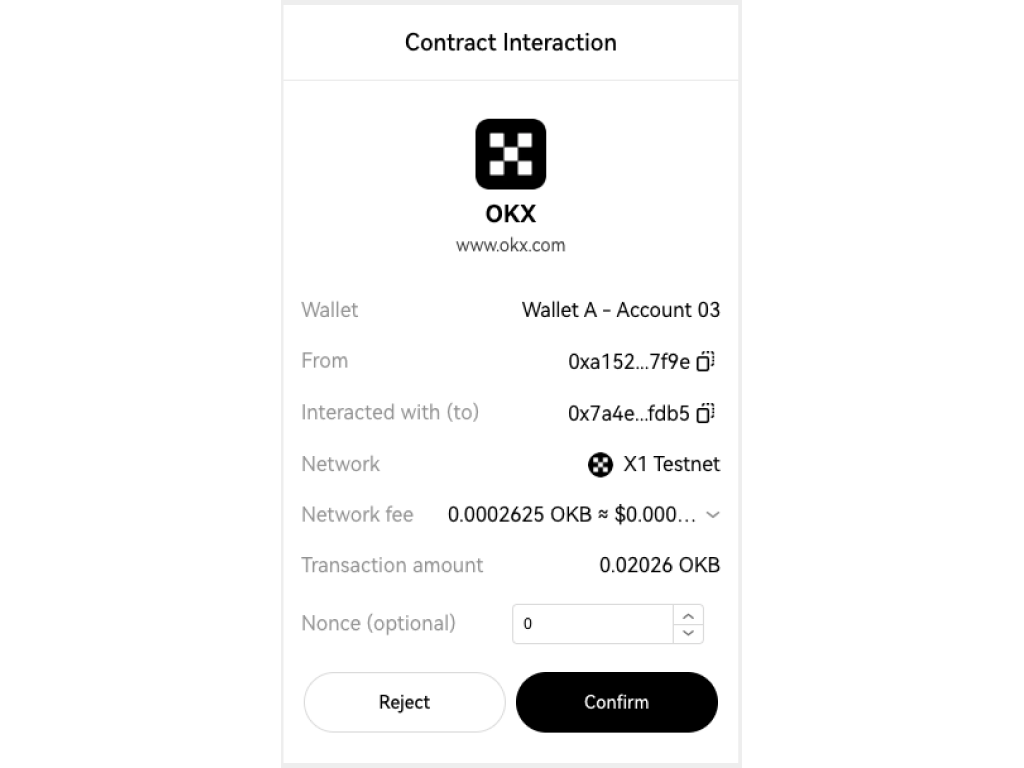 Contract Interaction
OKX
www.okx.com
Wallet Wallet A - Account 03
From 0xa152...7f9e
Interacted with (to) 0x7a4e...fdb5
Network X1 Testnet
Network fee 0.0002625 OKB ≈ $0.000...
Transaction amount 0.02026 OKB
Nonce (optional) 0
Reject Confirm